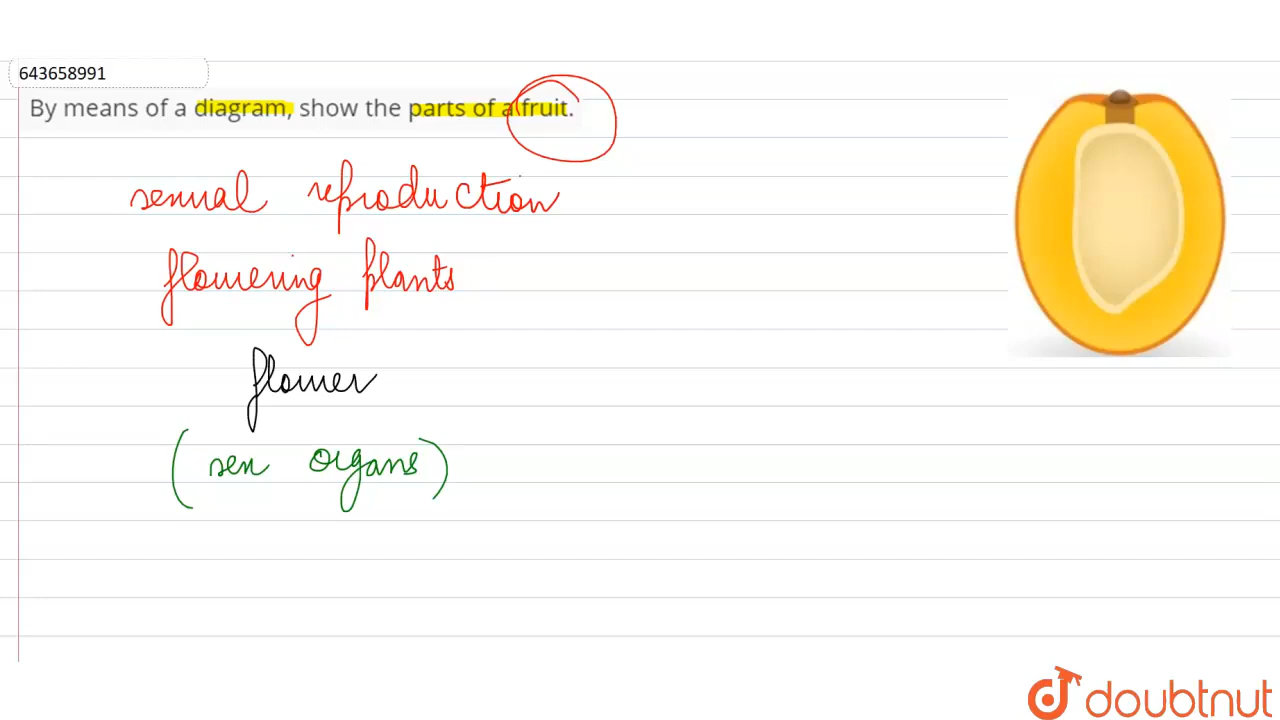 643658991
By means of a diagram, show the parts of a fruit.
sexual reproduction
flowering plants
flower
(sex organs)
doubtnut